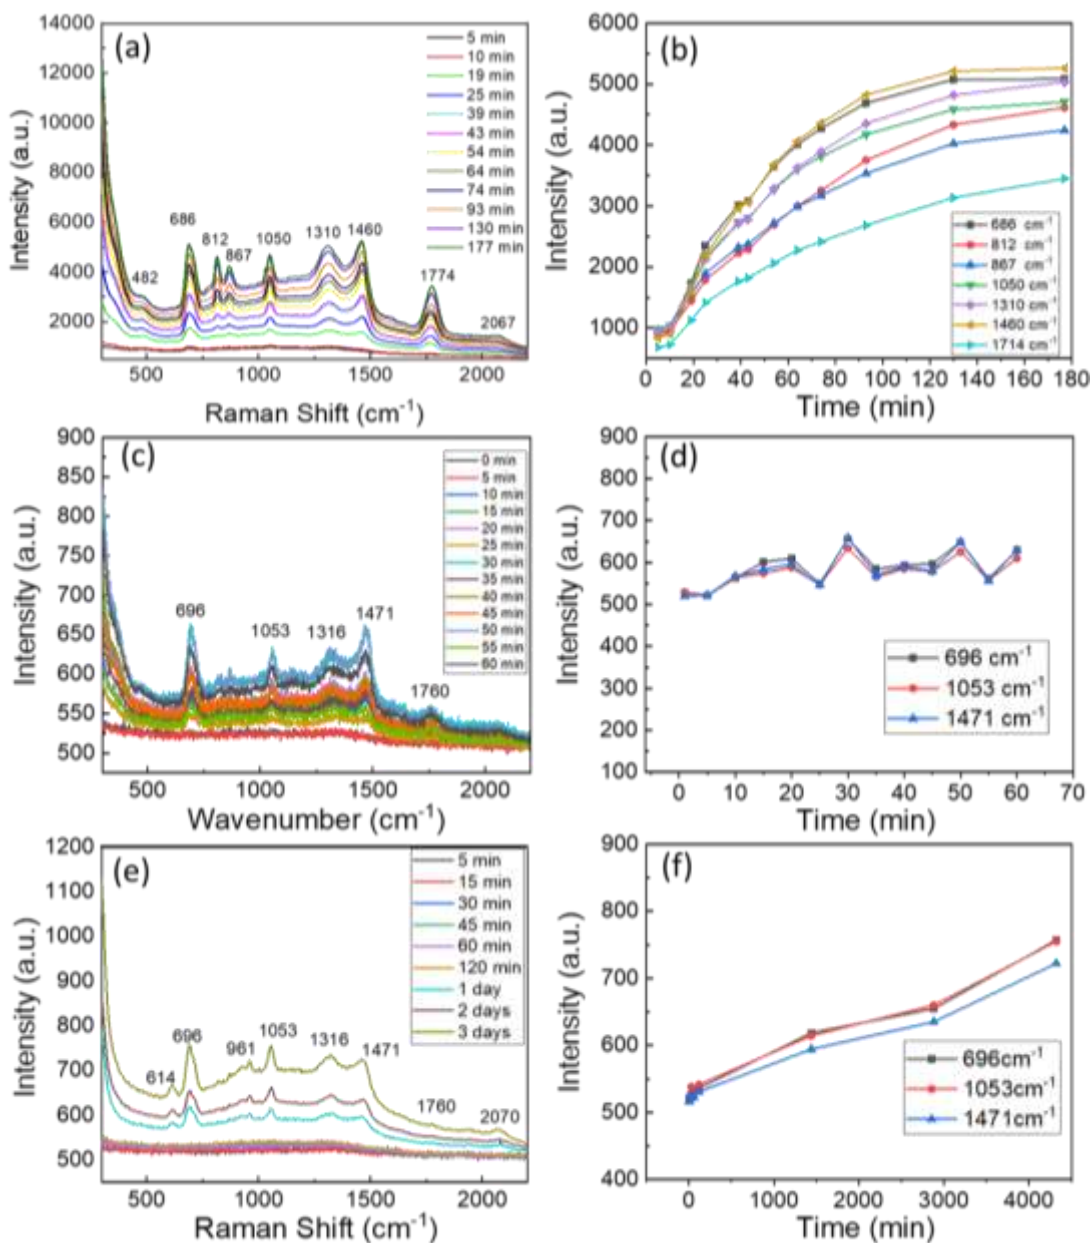 (a)
14000
12000
10000
8000
6000
4000
2000
Intensity (a.u.)
500 1000 1500 2000
Raman Shift (cm⁻¹)
482
686
812
867
1050
1310
1460
1774
2067
5 min
10 min
19 min
25 min
39 min
43 min
54 min
64 min
74 min
93 min
130 min
177 min
(b)
6000
5000
4000
3000
2000
1000
Intensity (a.u.)
0 20 40 60 80 100 120 140 160 180
Time (min)
686 cm⁻¹
812 cm⁻¹
867 cm⁻¹
1050 cm⁻¹
1310 cm⁻¹
1460 cm⁻¹
1714 cm⁻¹
(c)
900
850
800
750
700
650
600
550
500
Intensity (a.u.)
500 1000 1500 2000
Wavenumber (cm⁻¹)
696
1053
1316
1471
1760
0 min
5 min
10 min
15 min
20 min
25 min
30 min
35 min
40 min
45 min
50 min
55 min
60 min
(d)
900
800
700
600
500
400
300
200
100
Intensity (a.u.)
0 10 20 30 40 50 60 70
Time (min)
696 cm⁻¹
1053 cm⁻¹
1471 cm⁻¹
(e)
1200
1100
1000
900
800
700
600
500
Intensity (a.u.)
500 1000 1500 2000
Raman Shift (cm⁻¹)
614
696
961
1053
1316
1471
1760
2070
5 min
15 min
30 min
45 min
60 min
120 min
1 day
2 days
3 days
(f)
900
800
700
600
500
400
Intensity (a.u.)
0 1000 2000 3000 4000
Time (min)
696cm⁻¹
1053cm⁻¹
1471cm⁻¹